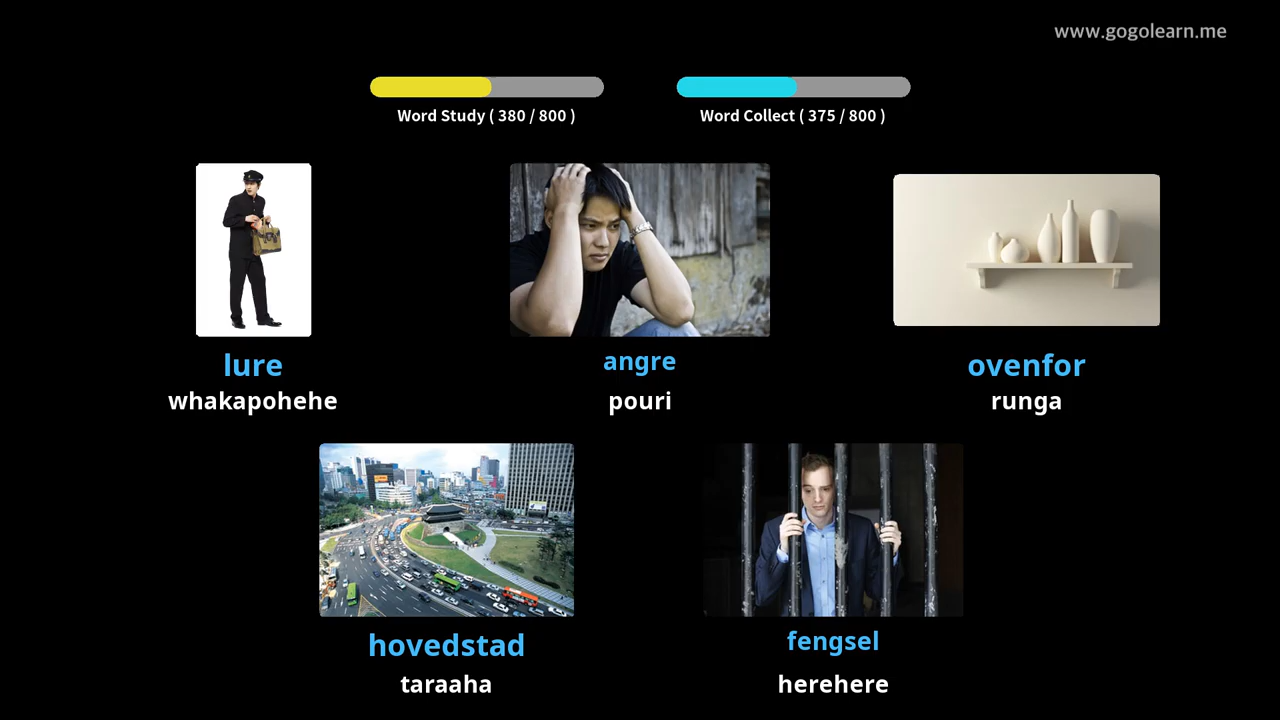 www.gogolearn.me
Word Study ( 380 / 800 )
Word Collect ( 375 / 800 )
lure
whakapohehe
angre
pouri
ovenfor
runga
hovedstad
taraaha
fengsel
herehere